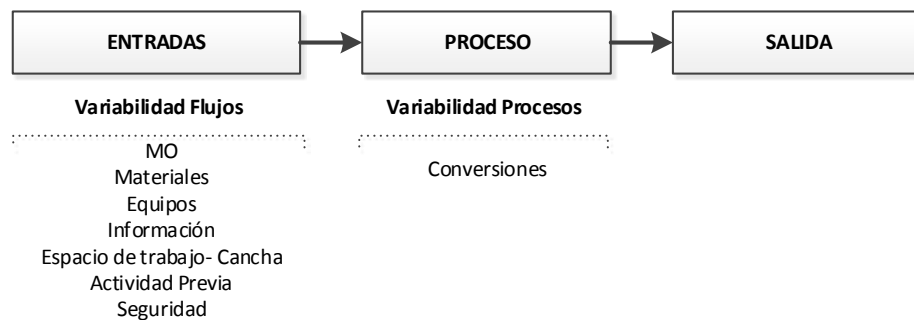 ENTRADAS
PROCESO
SALIDA
Variabilidad Flujos
Variabilidad Procesos
MO
Materiales
Equipos
Información
Espacio de trabajo- Cancha
Actividad Previa
Seguridad
Conversiones